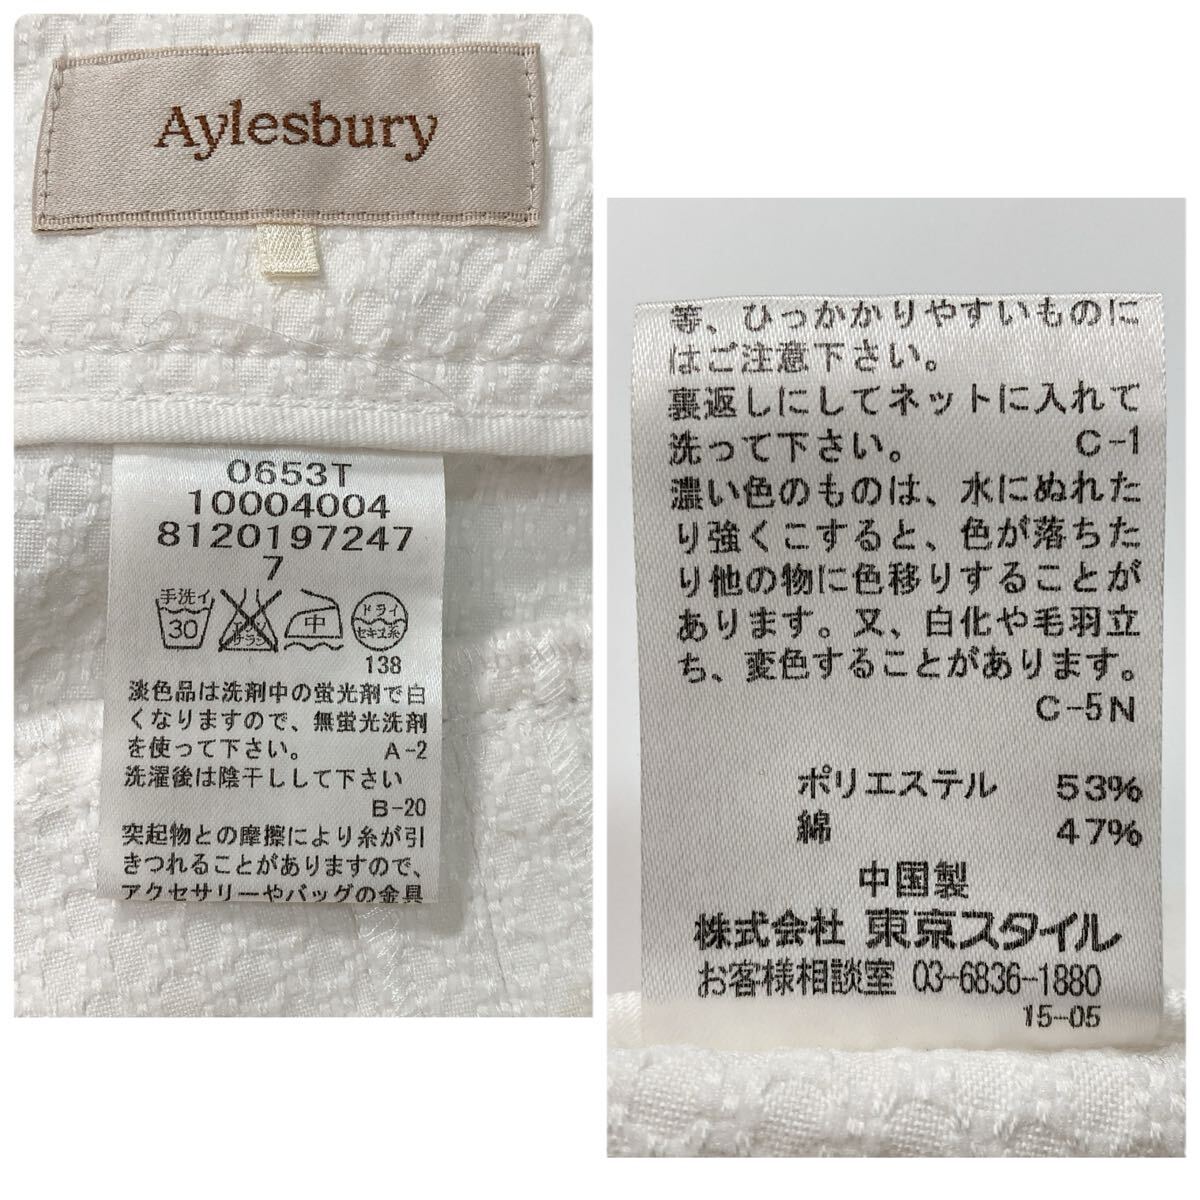 Aylesbury
0653T
10004004
8120197247
7
手洗イ
30
エンソ
サラシ
中
ドライ
セキユ系
138
淡色品は洗剤中の蛍光剤で白
くなりますので、無蛍光洗剤
を使って下さい。 A-2
洗濯後は陰干しして下さい
B-20
突起物との摩擦により糸が引
きつれることがありますので、
アクセサリーやバッグの金具
等、ひっかかりやすいものに
はご注意下さい。
裏返しにしてネットに入れて
洗って下さい。 C-1
濃い色のものは、水にぬれた
り強くこすると、色が落ちた
り他の物に色移りすることが
あります。又、白化や毛羽立
ち、変色することがあります。
C-5N
ポリエステル 53%
綿 47%
中国製
株式会社 東京スタイル
お客様相談室 03-6836-1880
15-05